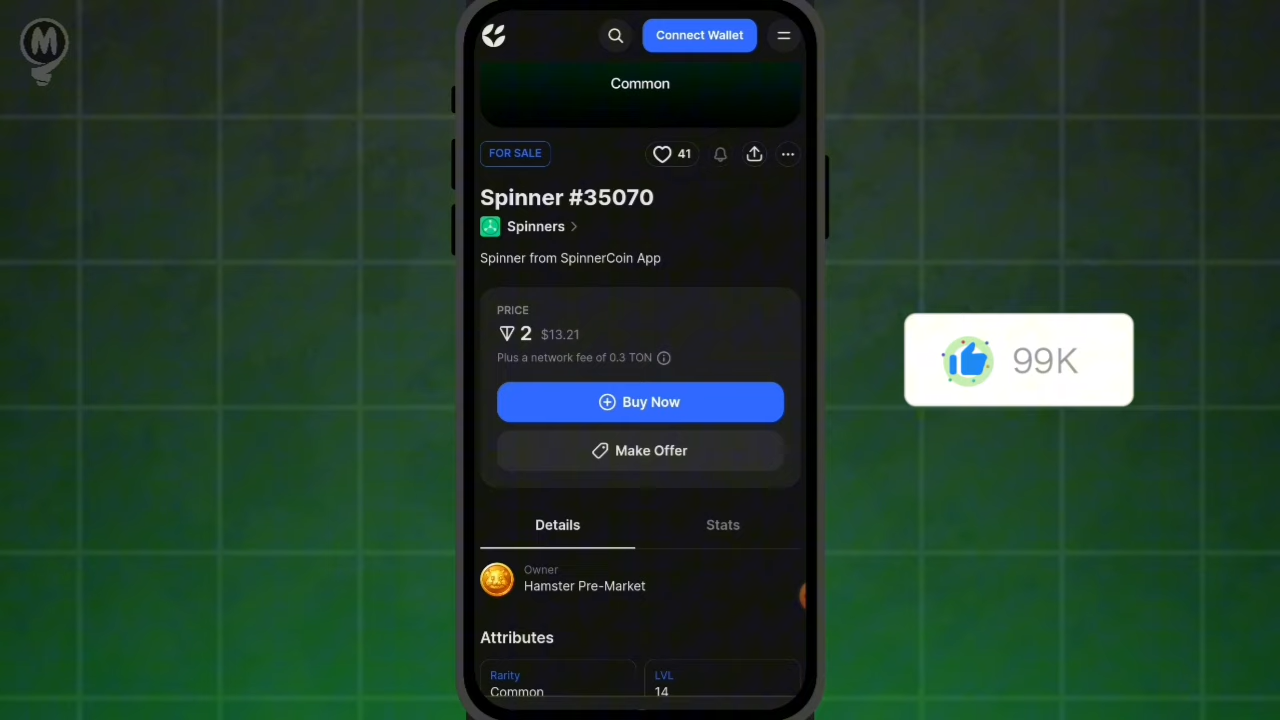 M
Connect Wallet
Common
FOR SALE
41
Spinner #35070
Spinners
Spinner from SpinnerCoin App
PRICE
2 $13.21
Plus a network fee of 0.3 TON
Buy Now
Make Offer
Details
Stats
Owner
Hamster Pre-Market
Attributes
Rarity
Common
LVL
14
99K